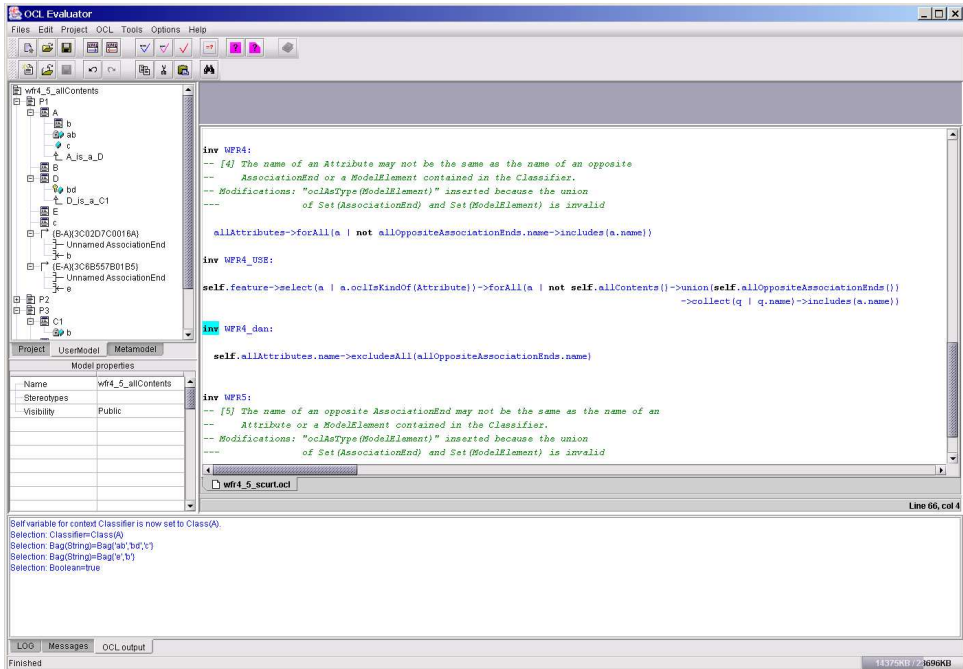 OCL Evaluator
Files Edit Project OCL Tools Options Help
wfr4_5_allContents
P1
A
b
ab
c
A_is_a_D
B
D
bd
D_is_a_C1
E
c
{B-A}{3C02D7C0016A}
Unnamed AssociationEnd
b
{E-A}{3C6B557B01B5}
Unnamed AssociationEnd
e
P2
P3
C1
b
Project UserModel Metamodel
Model properties
Name wfr4_5_allContents
Stereotypes
Visibility Public
inv WFR4:
-- [4] The name of an Attribute may not be the same as the name of an opposite
-- AssociationEnd or a ModelElement contained in the Classifier.
-- Modifications: "oclAsType(ModelElement)" inserted because the union
--- of Set(AssociationEnd) and Set(ModelElement) is invalid
allAttributes->forAll(a | not allOppositeAssociationEnds.name->includes(a.name))
inv WFR4_USE:
self.feature->select(a | a.oclIsKindOf(Attribute))->forAll(a | not self.allContents()->union(self.allOppositeAssociationEnds())
->collect(q | q.name)->includes(a.name))
inv WFR4_dan:
self.allAttributes.name->excludesAll(allOppositeAssociationEnds.name)
inv WFR5:
-- [5] The name of an opposite AssociationEnd may not be the same as the name of an
-- Attribute or a ModelElement contained in the Classifier.
-- Modifications: "oclAsType(ModelElement)" inserted because the union
--- of Set(AssociationEnd) and Set(ModelElement) is invalid
wfr4_5_scurt.ocl
Line 66, col 4
Self variable for context Classifier is now set to Class(A).
Selection: Classifier=Class(A)
Selection: Bag(String)=Bag{'ab','bd','c'}
Selection: Bag(String)=Bag{'e','b'}
Selection: Boolean=true
LOG Messages OCL output
Finished
14375KB / 23696KB